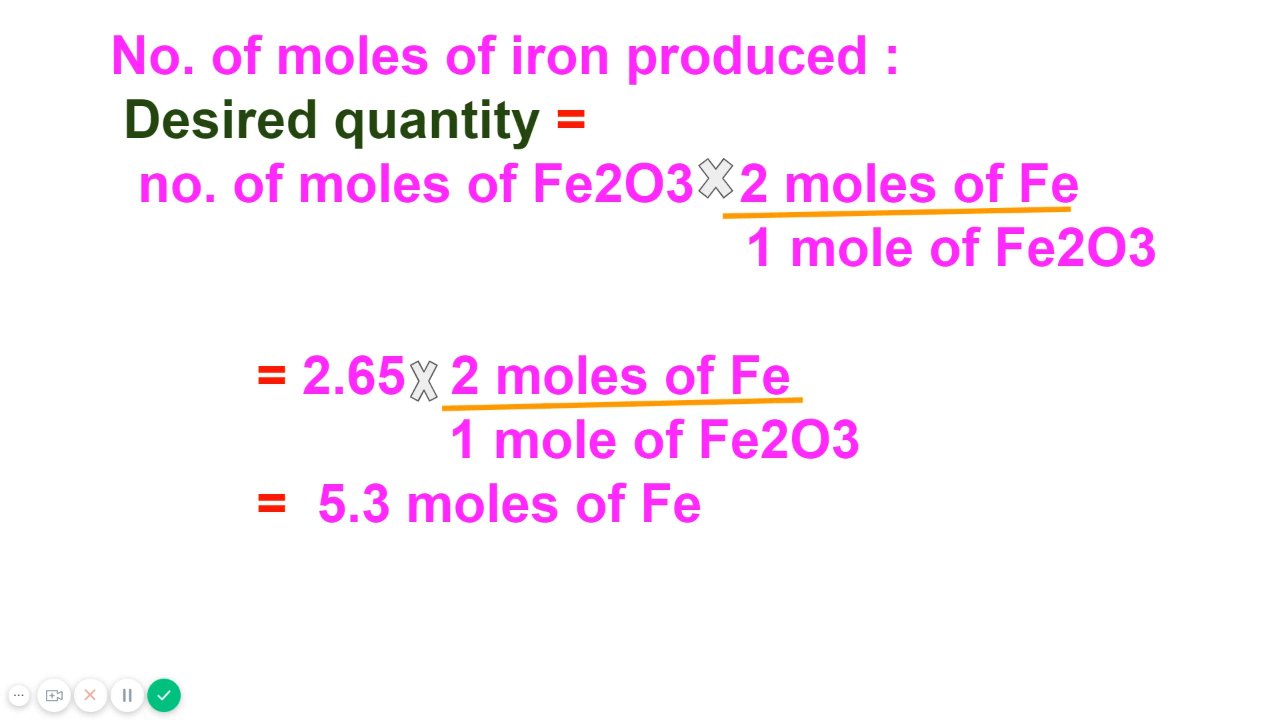 No. of moles of iron produced :
Desired quantity =
no. of moles of Fe2O3 × 2 moles of Fe
1 mole of Fe2O3
= 2.65 × 2 moles of Fe
1 mole of Fe2O3
= 5.3 moles of Fe